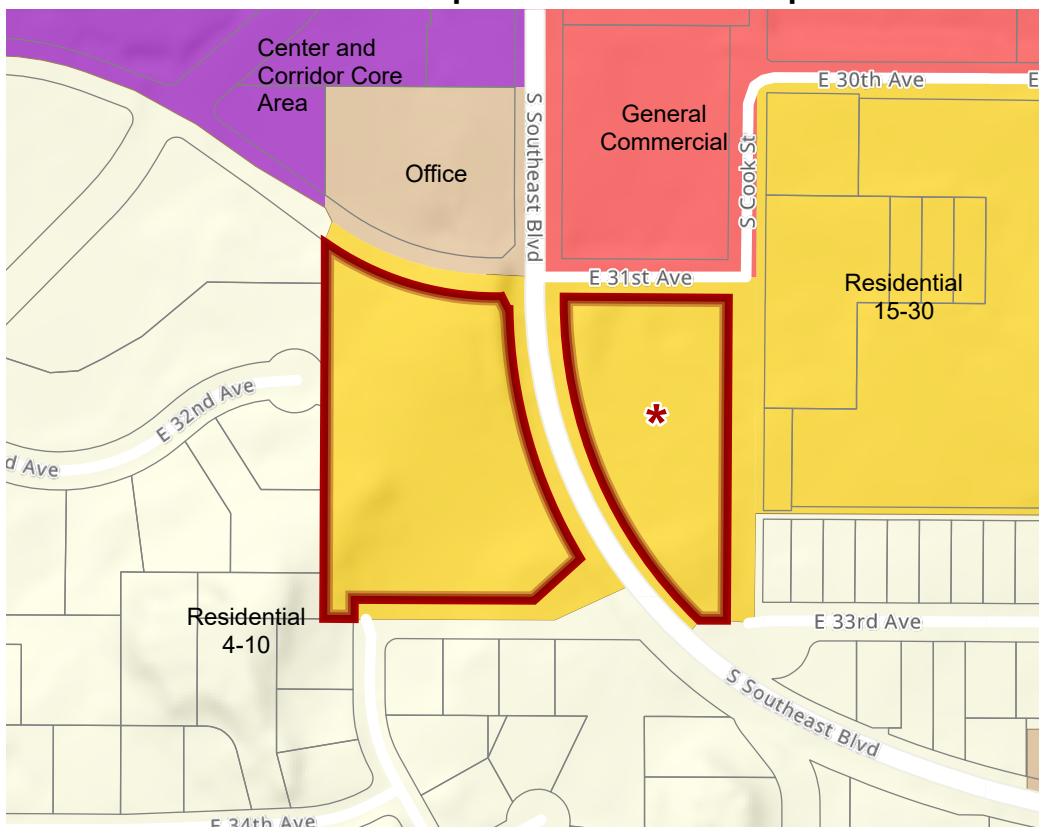 Center and
Corridor Core
Area
E 30th Ave
E
General
Commercial
S Southeast Blvd
S Cook St
Office
E 31st Ave
Residential
15-30
*
E 32nd Ave
d Ave
Residential
4-10
E 33rd Ave
S Southeast Blvd
E 34th Ave